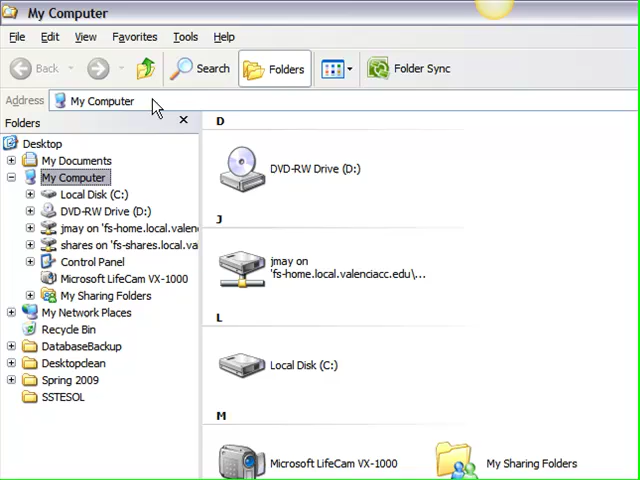 My Computer
File Edit View Favorites Tools Help
Back Search Folders Folder Sync
Address My Computer
Folders
Desktop
My Documents
My Computer
Local Disk (C:)
DVD-RW Drive (D:)
jmay on 'fs-home.local.valen
shares on 'fs-shares.local.va
Control Panel
Microsoft LifeCam VX-1000
My Sharing Folders
My Network Places
Recycle Bin
DatabaseBackup
Desktopclean
Spring 2009
SSTESOL
D
DVD-RW Drive (D:)
J
jmay on
'fs-home.local.valenciacc.edu\...
L
Local Disk (C:)
M
Microsoft LifeCam VX-1000 My Sharing Folders